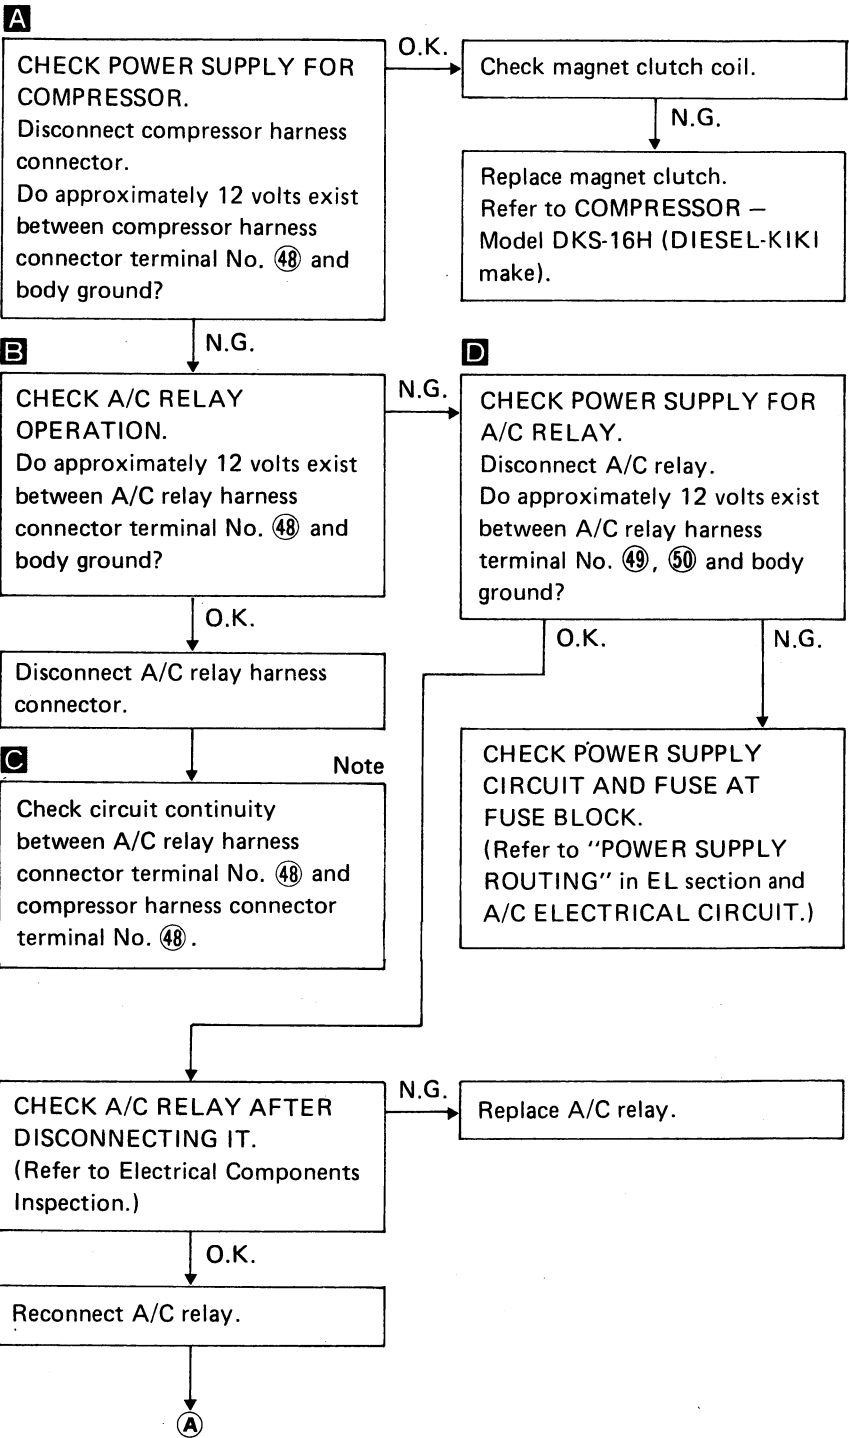 A
CHECK POWER SUPPLY FOR
COMPRESSOR.
Disconnect compressor harness
connector.
Do approximately 12 volts exist
between compressor harness
connector terminal No. ㊽ and
body ground?
O.K.
Check magnet clutch coil.
N.G.
Replace magnet clutch.
Refer to COMPRESSOR —
Model DKS-16H (DIESEL-KIKI
make).
N.G.
B
CHECK A/C RELAY
OPERATION.
Do approximately 12 volts exist
between A/C relay harness
connector terminal No. ㊽ and
body ground?
N.G.
D
CHECK POWER SUPPLY FOR
A/C RELAY.
Disconnect A/C relay.
Do approximately 12 volts exist
between A/C relay harness
terminal No. ㊾, ㊿ and body
ground?
O.K.
Disconnect A/C relay harness
connector.
O.K.
N.G.
C
Note
Check circuit continuity
between A/C relay harness
connector terminal No. ㊽ and
compressor harness connector
terminal No. ㊽.
CHECK POWER SUPPLY
CIRCUIT AND FUSE AT
FUSE BLOCK.
(Refer to "POWER SUPPLY
ROUTING" in EL section and
A/C ELECTRICAL CIRCUIT.)
CHECK A/C RELAY AFTER
DISCONNECTING IT.
(Refer to Electrical Components
Inspection.)
N.G.
Replace A/C relay.
O.K.
Reconnect A/C relay.
Ⓐ